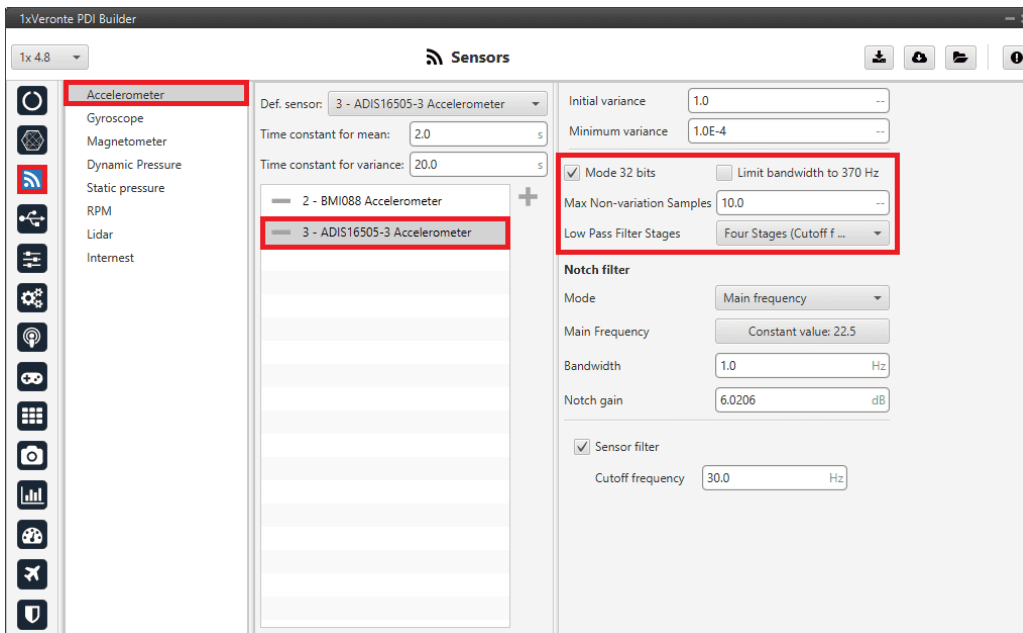 1xVeronte PDI Builder
1x 4.8
Sensors
Accelerometer
Gyroscope
Magnetometer
Dynamic Pressure
Static pressure
RPM
Lidar
Internest
Def. sensor: 3 - ADIS16505-3 Accelerometer
Time constant for mean: 2.0 s
Time constant for variance: 20.0 s
2 - BMI088 Accelerometer
3 - ADIS16505-3 Accelerometer
Initial variance 1.0 --
Minimum variance 1.0E-4 --
Mode 32 bits Limit bandwidth to 370 Hz
Max Non-variation Samples 10.0 --
Low Pass Filter Stages Four Stages (Cutoff f ...
Notch filter
Mode Main frequency
Main Frequency Constant value: 22.5
Bandwidth 1.0 Hz
Notch gain 6.0206 dB
Sensor filter
Cutoff frequency 30.0 Hz